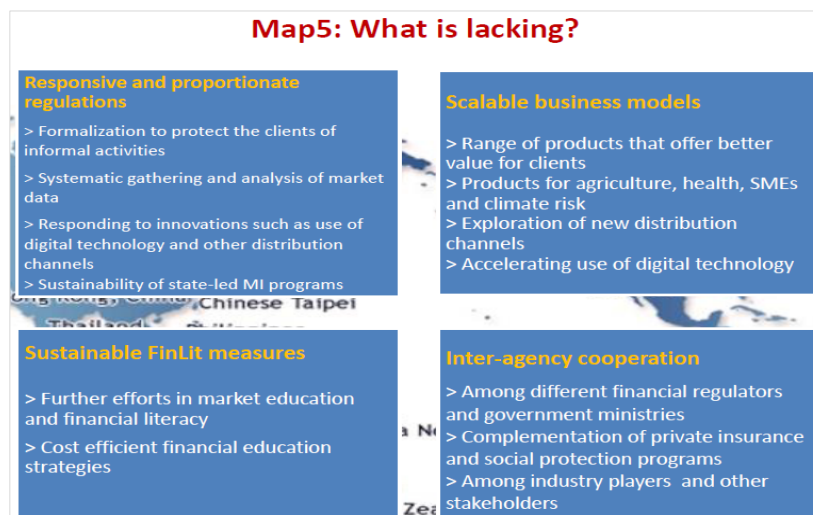 Map5: What is lacking?
Responsive and proportionate
regulations
> Formalization to protect the clients of
informal activities
> Systematic gathering and analysis of market
data
> Responding to innovations such as use of
digital technology and other distribution
channels
> Sustainability of state-led MI programs
Scalable business models
> Range of products that offer better
value for clients
> Products for agriculture, health, SMEs
and climate risk
> Exploration of new distribution
channels
> Accelerating use of digital technology
Chinese Taipei
Thailand
Sustainable FinLit measures
> Further efforts in market education
and financial literacy
> Cost efficient financial education
strategies
Inter-agency cooperation
> Among different financial regulators
and government ministries
> Complementation of private insurance
and social protection programs
> Among industry players and other
stakeholders